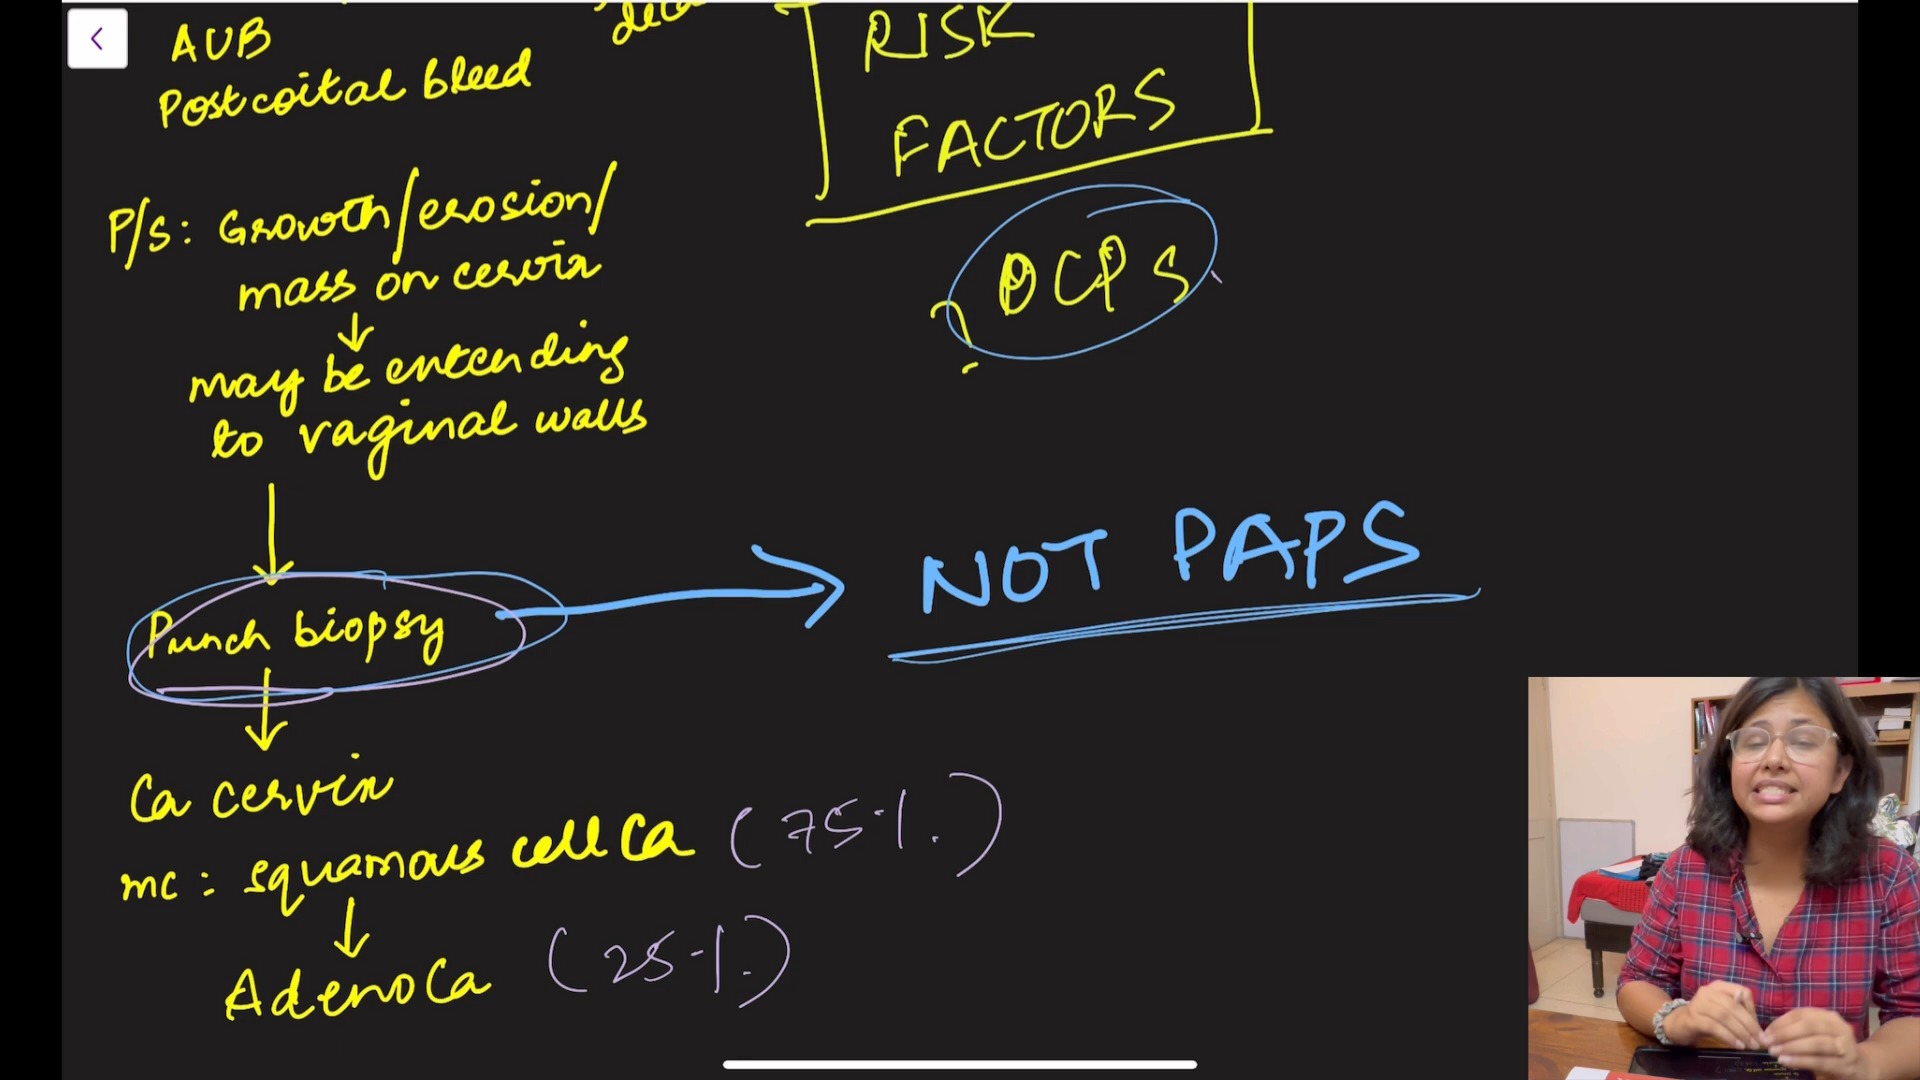 AUB
Postcoital bleed
P/S: Growth/erosion/
mass on cervix
↓
may be extending
to vaginal walls
↓
Punch biopsy
↓
Ca cervix
mc: squamous cell Ca (75%)
↓
AdenoCa (25%)
RISK
FACTORS
? OCPs
→ NOT PAPS